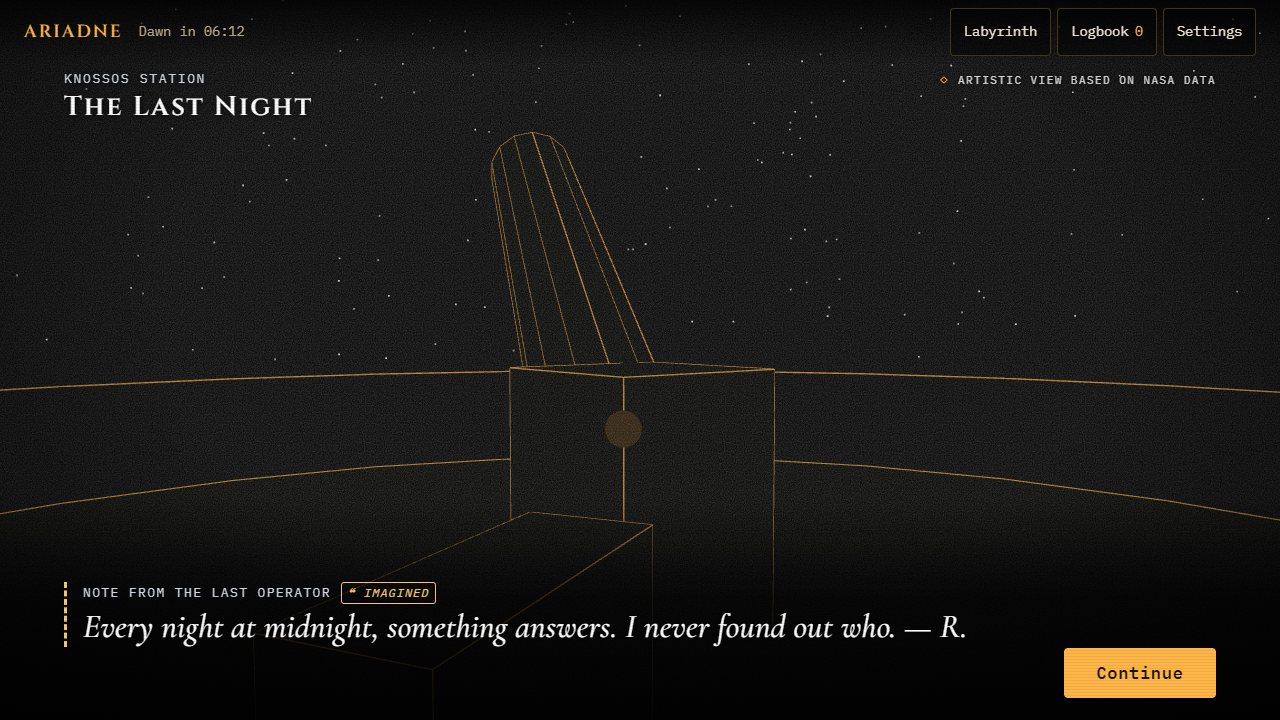 ARIADNE Dawn in 06:12 Labyrinth Logbook 0 Settings
KNOSSOS STATION
◇ ARTISTIC VIEW BASED ON NASA DATA
The Last Night
NOTE FROM THE LAST OPERATOR ❝ IMAGINED
Every night at midnight, something answers. I never found out who. — R.
Continue